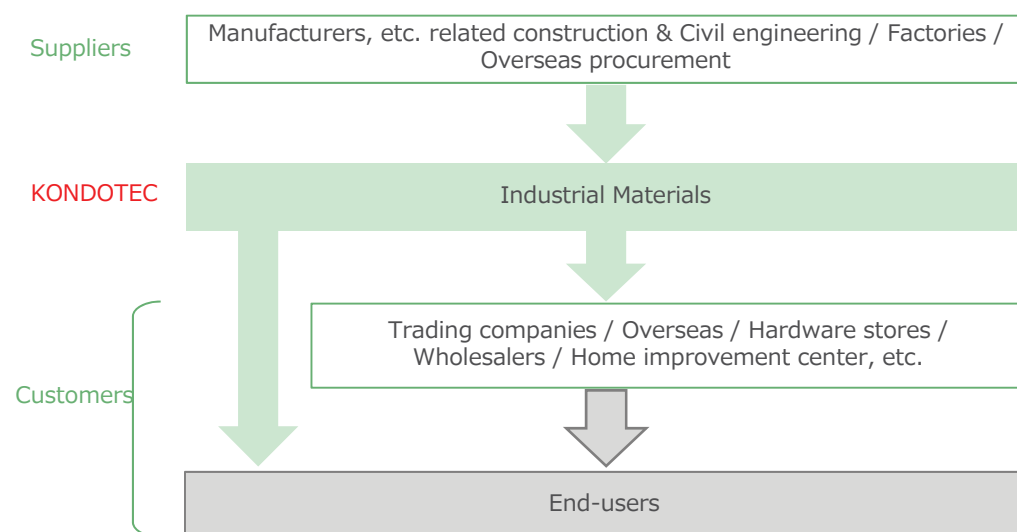 Suppliers
Manufacturers, etc. related construction & Civil engineering / Factories /
Overseas procurement
KONDOTEC
Industrial Materials
Trading companies / Overseas / Hardware stores /
Wholesalers / Home improvement center, etc.
Customers
End-users